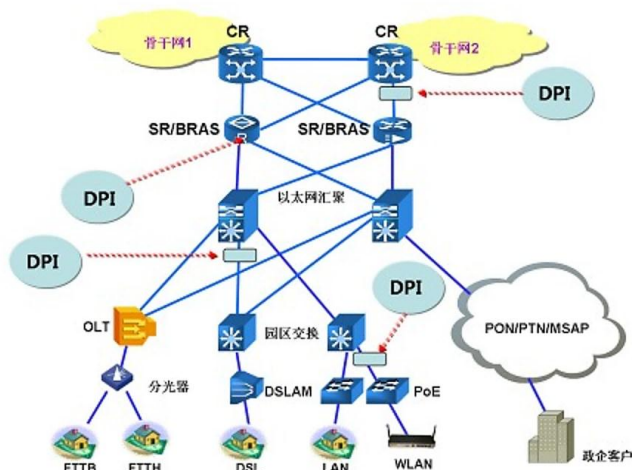 CR
CR
骨干网1
骨干网2
DPI
SR/BRAS
SR/BRAS
DPI
以太网汇聚
DPI
DPI
OLT
园区交换
PON/PTN/MSAP
分光器
DSLAM
PoE
FTTB
FTTH
DSL
LAN
WLAN
政企客户